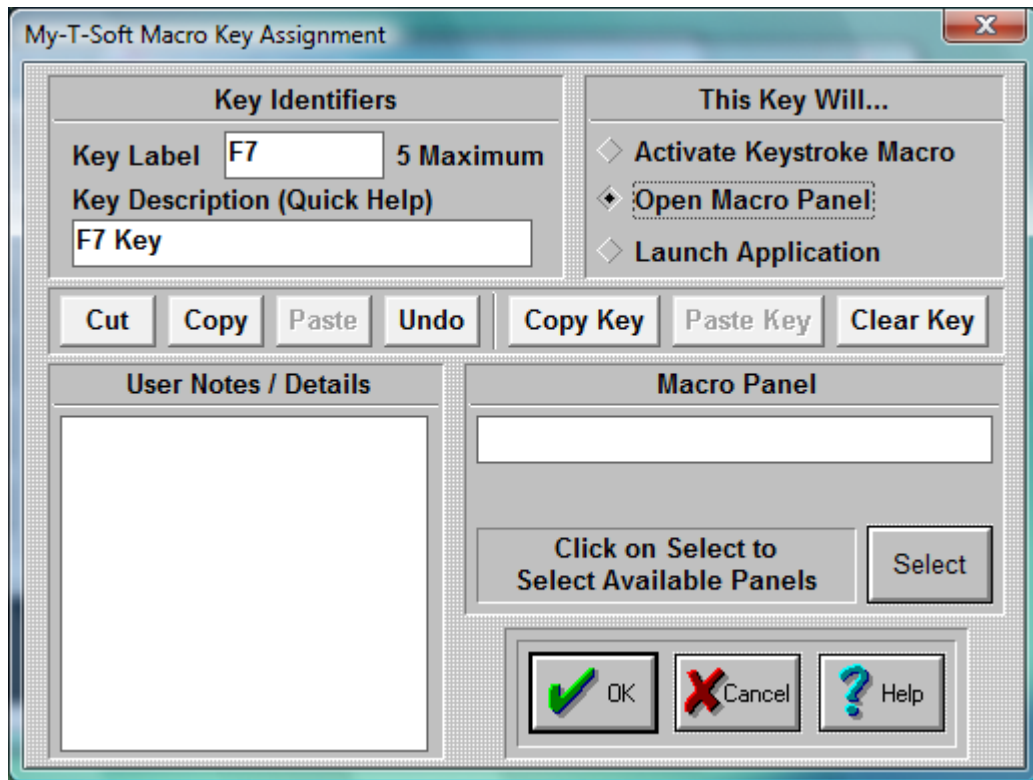 My-T-Soft Macro Key Assignment
Key Identifiers
Key Label F7 5 Maximum
Key Description (Quick Help)
F7 Key
This Key Will...
Activate Keystroke Macro
Open Macro Panel
Launch Application
Cut Copy Paste Undo Copy Key Paste Key Clear Key
User Notes / Details
Macro Panel
Click on Select to
Select Available Panels
Select
OK Cancel Help